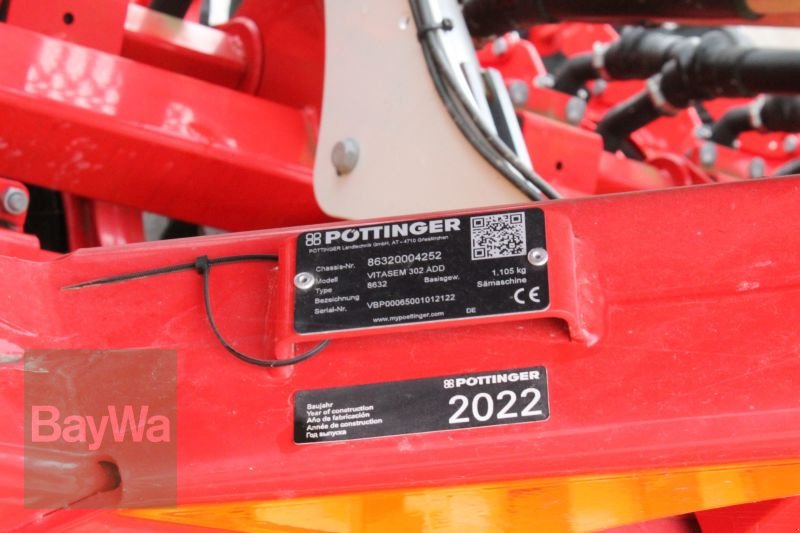 PÖTTINGER
PÖTTINGER Landtechnik GmbH, AT - 4710 Grieskirchen
Chassis-Nr. 86320004252
Modell VITASEM 302 ADD
Type 8632 Basisgew. 1,105 kg
Bezeichnung Sämaschine
Serial-Nr. VBP00065001012122
www.mypoettinger.com DE CE
PÖTTINGER
Baujahr
Year of construction
Año de fabricación
Année de construction
Год выпуска
2022
BayWa